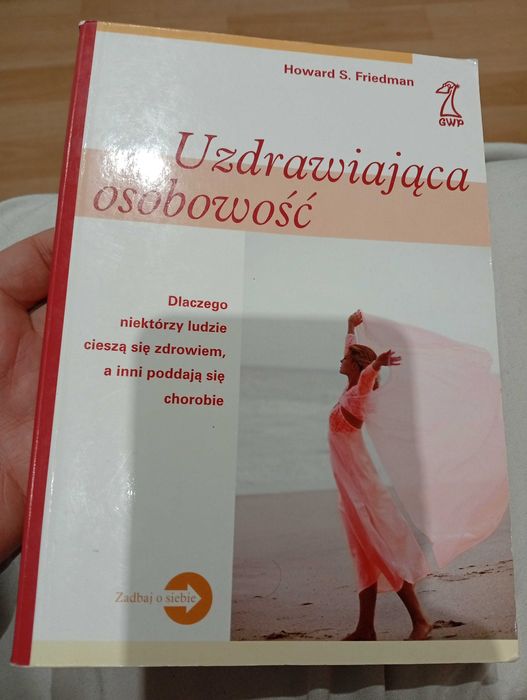 Howard S. Friedman
GWP
Uzdrawiająca
osobowość
Dlaczego
niektórzy ludzie
cieszą się zdrowiem,
a inni poddają się
chorobie
Zadbaj o siebie